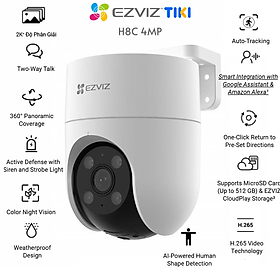 EZVIZ TIKI
H8C 4MP
2K⁺ Độ Phân Giải
Two-Way Talk
360° Panoramic
Coverage
Active Defense with
Siren and Strobe Light
Color Night Vision
Weatherproof
Design
EZVIZ
Auto-Tracking
Smart Integration with
Google Assistant &
Amazon Alexa¹
One-Click Return to
Pre-Set Directions
Supports MicroSD Card
(Up to 512 GB) & EZVIZ
CloudPlay Storage³
H.265
H.265 Video
Technology
AI-Powered Human
Shape Detection